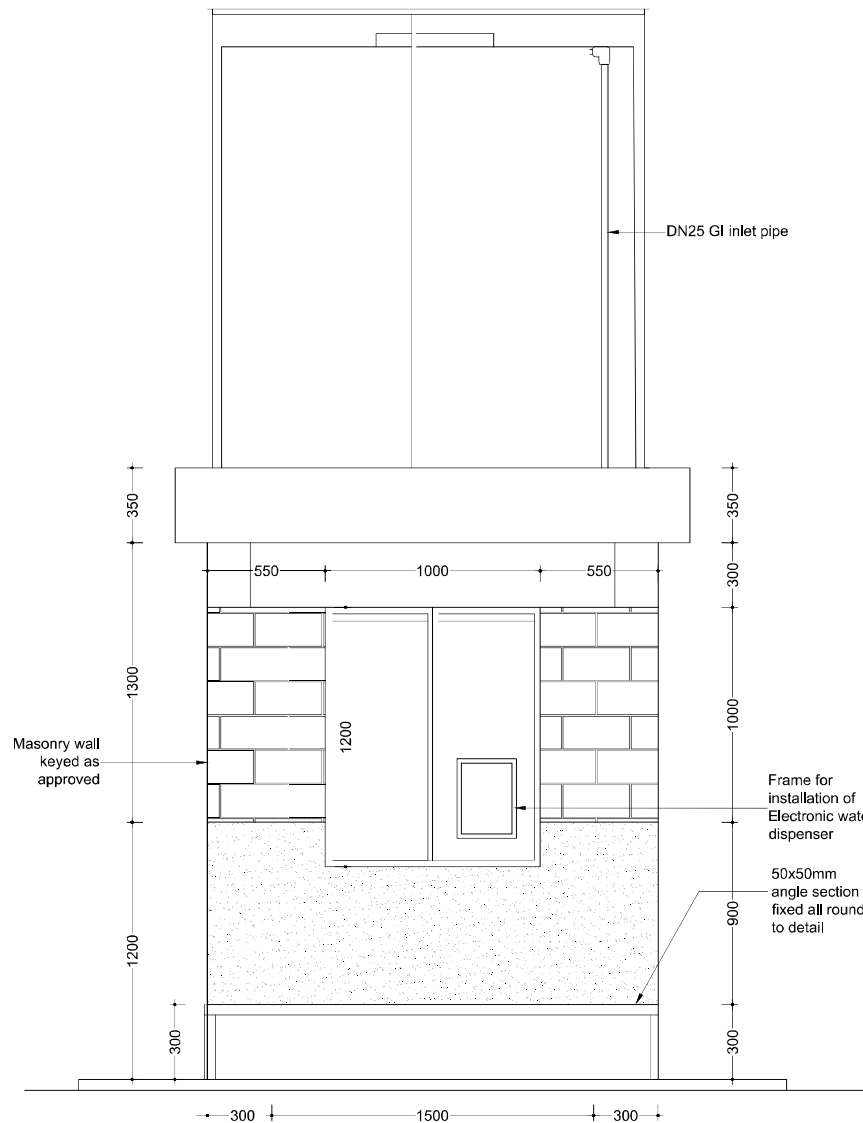 DN25 GI inlet pipe
350
350
550
1000
550
300
1300
1200
1000
Masonry wall
keyed as
approved
Frame for
installation of
Electronic wate
dispenser
50x50mm
angle section
fixed all round
to detail
1200
900
300
300
300
1500
300